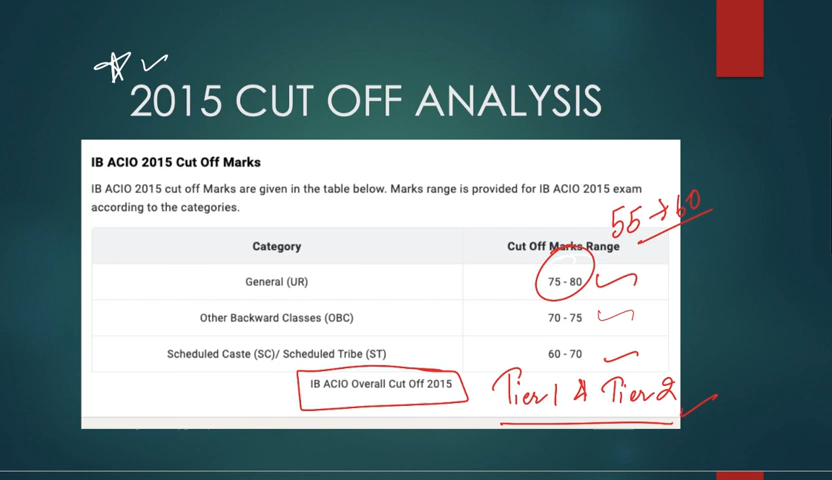 2015 CUT OFF ANALYSIS
IB ACIO 2015 Cut Off Marks
IB ACIO 2015 cut off Marks are given in the table below. Marks range is provided for IB ACIO 2015 exam
according to the categories.
55 → 60
Category Cut Off Marks Range
General (UR) 75 - 80
Other Backward Classes (OBC) 70 - 75
Scheduled Caste (SC)/ Scheduled Tribe (ST) 60 - 70
IB ACIO Overall Cut Off 2015
Tier 1 & Tier 2